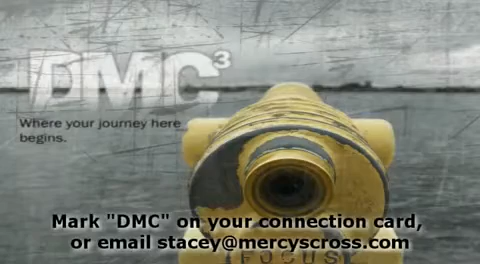 DMC³
Where your journey here
begins.
Mark "DMC" on your connection card,
or email stacey@mercyscross.com
FOCUS